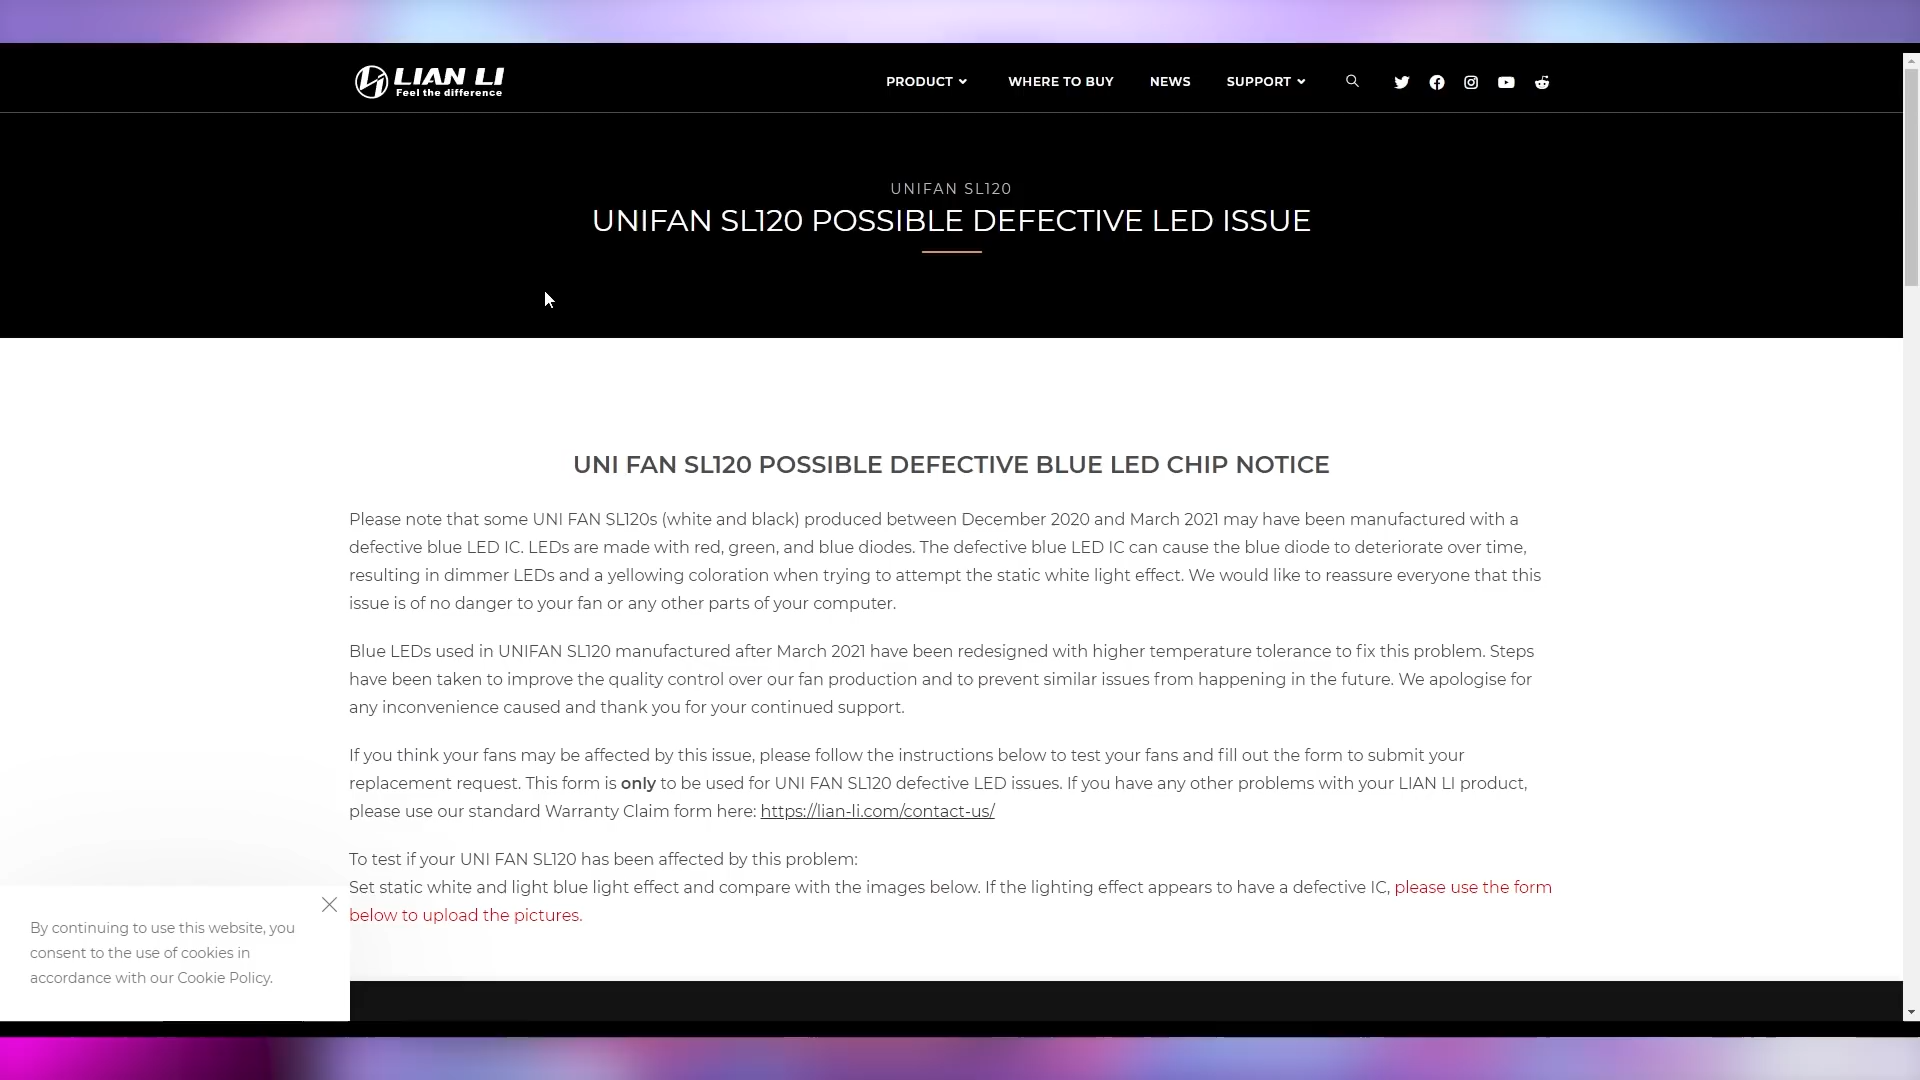 LIAN LI
Feel the difference
PRODUCT
WHERE TO BUY
NEWS
SUPPORT
UNIFAN SL120
UNIFAN SL120 POSSIBLE DEFECTIVE LED ISSUE
UNI FAN SL120 POSSIBLE DEFECTIVE BLUE LED CHIP NOTICE
Please note that some UNI FAN SL120s (white and black) produced between December 2020 and March 2021 may have been manufactured with a
defective blue LED IC. LEDs are made with red, green, and blue diodes. The defective blue LED IC can cause the blue diode to deteriorate over time,
resulting in dimmer LEDs and a yellowing coloration when trying to attempt the static white light effect. We would like to reassure everyone that this
issue is of no danger to your fan or any other parts of your computer.
Blue LEDs used in UNIFAN SL120 manufactured after March 2021 have been redesigned with higher temperature tolerance to fix this problem. Steps
have been taken to improve the quality control over our fan production and to prevent similar issues from happening in the future. We apologise for
any inconvenience caused and thank you for your continued support.
If you think your fans may be affected by this issue, please follow the instructions below to test your fans and fill out the form to submit your
replacement request. This form is only to be used for UNI FAN SL120 defective LED issues. If you have any other problems with your LIAN LI product,
please use our standard Warranty Claim form here: https://lian-li.com/contact-us/
To test if your UNI FAN SL120 has been affected by this problem:
Set static white and light blue light effect and compare with the images below. If the lighting effect appears to have a defective IC, please use the form
below to upload the pictures.
By continuing to use this website, you
consent to the use of cookies in
accordance with our Cookie Policy.